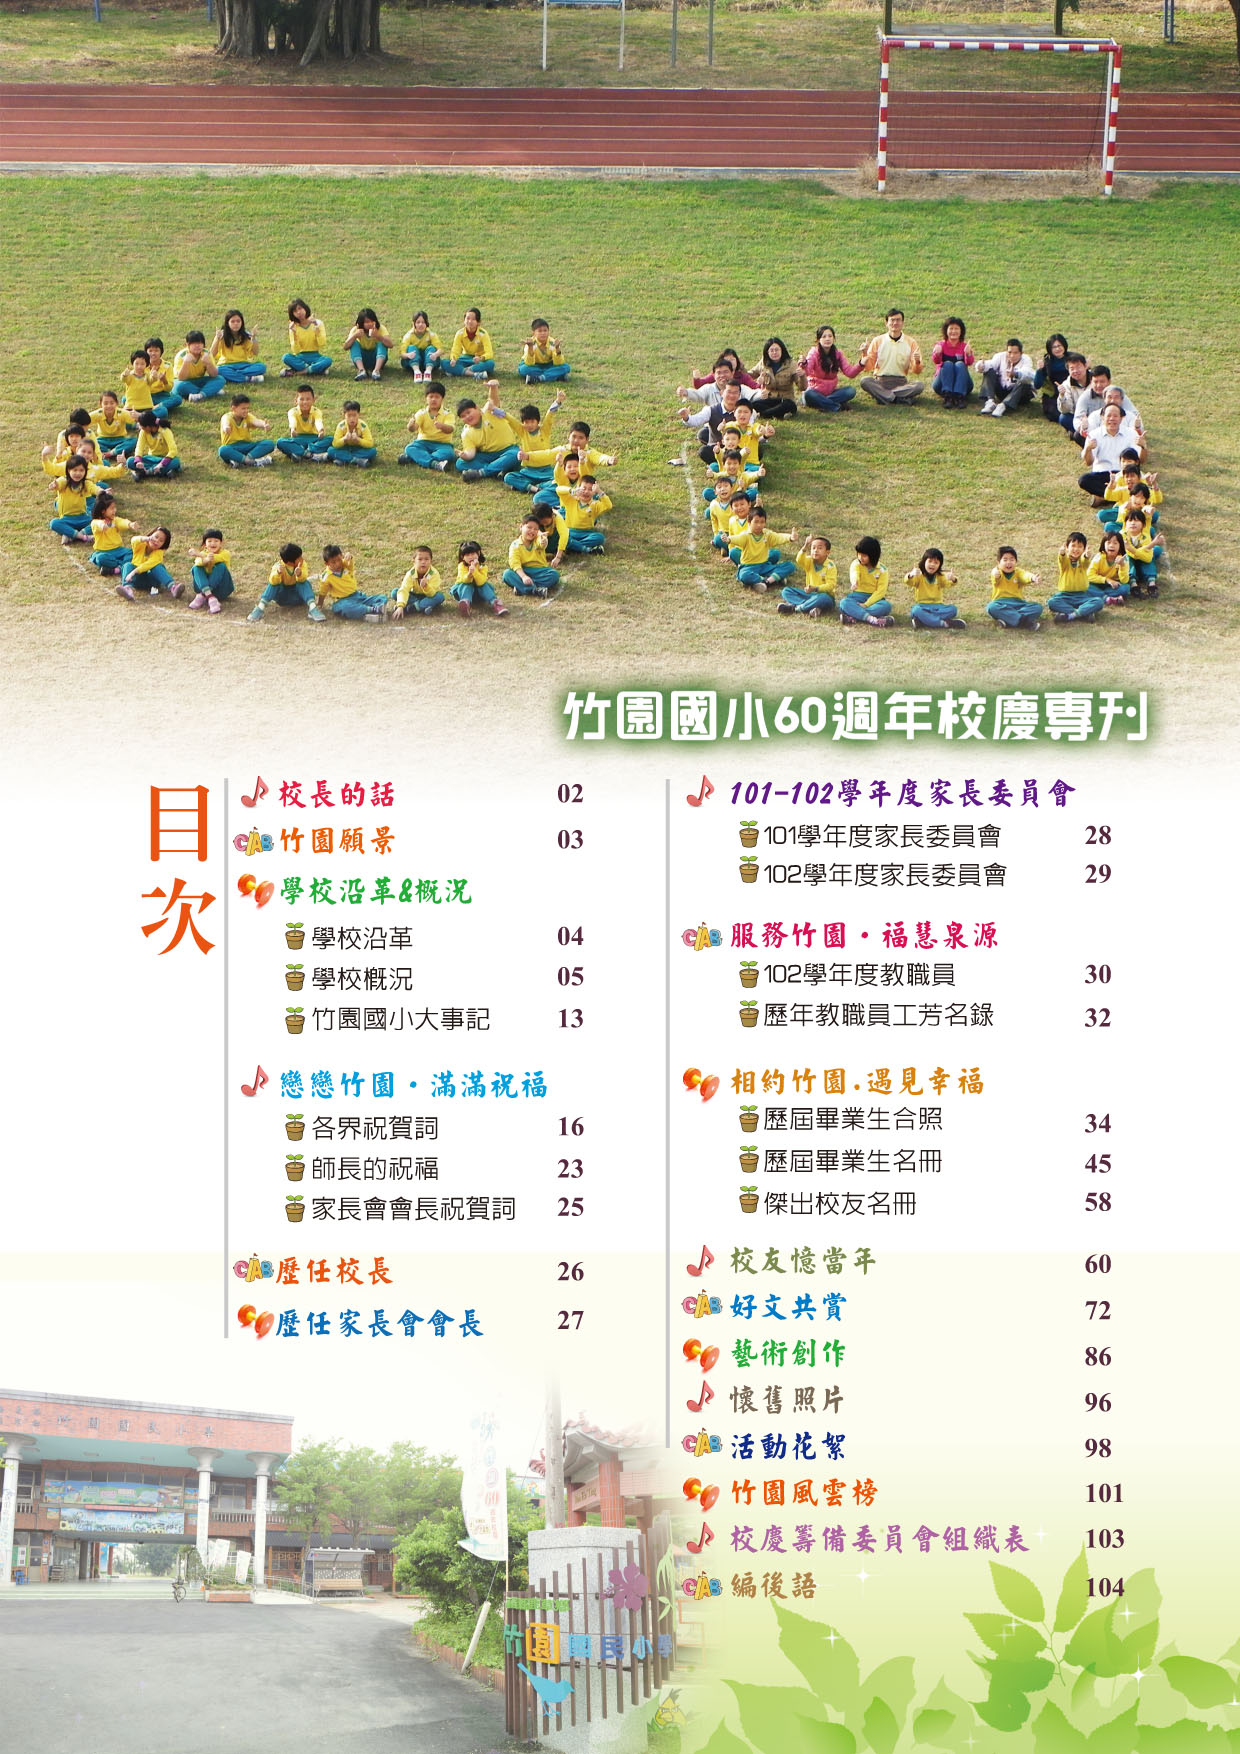 竹園國小60週年校慶專刊
目次
校長的話 02
竹園願景 03
學校沿革&概況
學校沿革 04
學校概況 05
竹園國小大事記 13
戀戀竹園・滿滿祝福
各界祝賀詞 16
師長的祝福 23
家長會會長祝賀詞 25
歷任校長 26
歷任家長會會長 27
101-102學年度家長委員會
101學年度家長委員會 28
102學年度家長委員會 29
服務竹園・福慧泉源
102學年度教職員 30
歷年教職員工芳名錄 32
相約竹園.遇見幸福
歷屆畢業生合照 34
歷屆畢業生名冊 45
傑出校友名冊 58
校友憶當年 60
好文共賞 72
藝術創作 86
懷舊照片 96
活動花絮 98
竹園風雲榜 101
校慶籌備委員會組織表 103
編後語 104
竹園國民小學
竹園國民小學